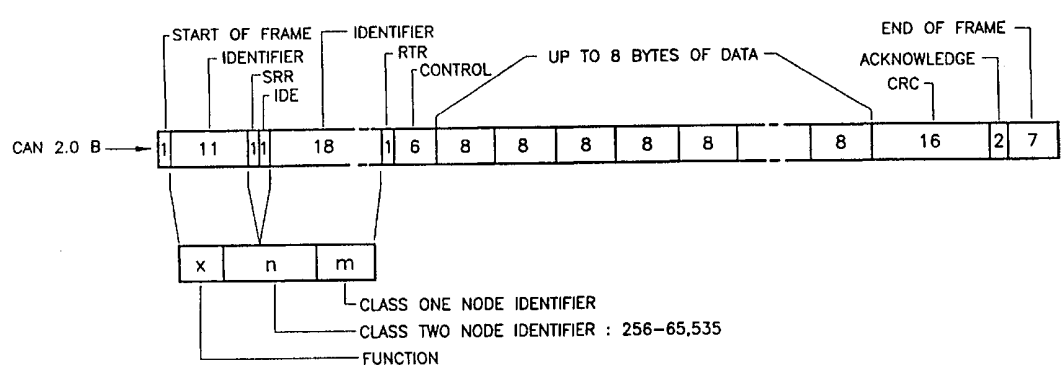 START OF FRAME
IDENTIFIER
SRR
IDE
IDENTIFIER
RTR
CONTROL
UP TO 8 BYTES OF DATA
END OF FRAME
ACKNOWLEDGE
CRC
CAN 2.0 B
1 11 1 1 18 1 6 8 8 8 8 8 8 16 2 7
x n m
CLASS ONE NODE IDENTIFIER
CLASS TWO NODE IDENTIFIER : 256-65,535
FUNCTION